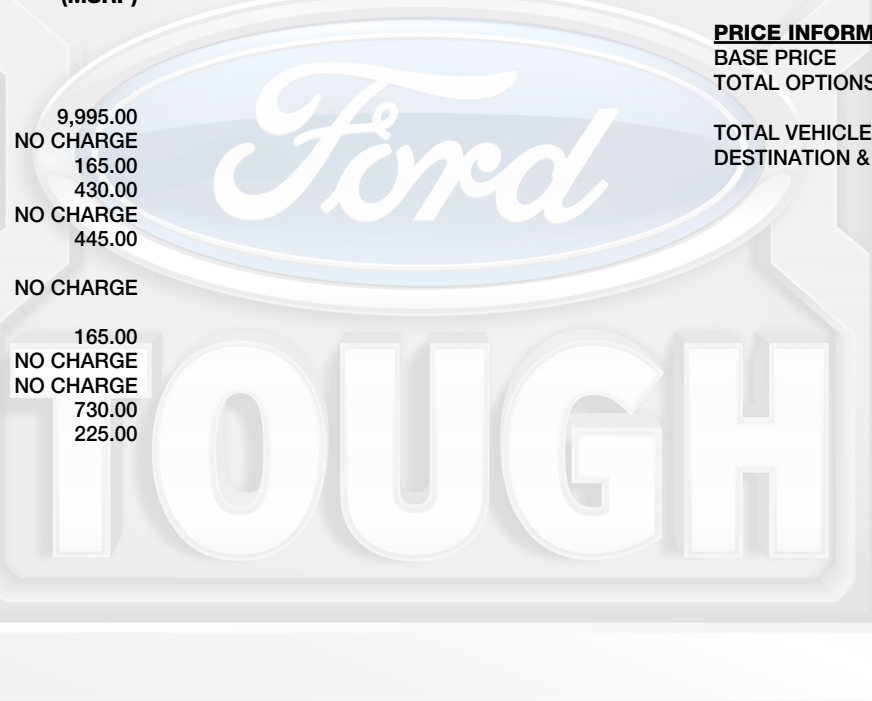 (MSRP)
9,995.00
NO CHARGE
165.00
430.00
NO CHARGE
445.00
NO CHARGE
165.00
NO CHARGE
NO CHARGE
730.00
225.00
PRICE INFORM
BASE PRICE
TOTAL OPTIONS
TOTAL VEHICLE
DESTINATION &
Ford
TOUGH